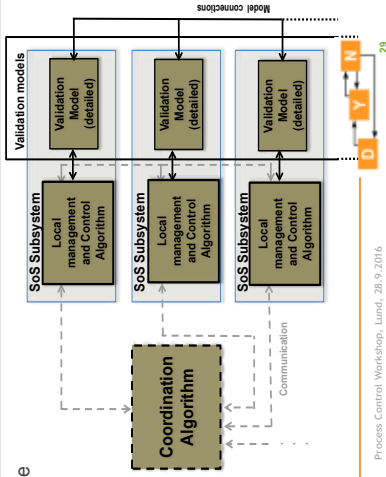 e
Validation models
Model connections
SoS Subsystem
Local
management
and Control
Algorithm
Validation
Model
(detailed)
SoS Subsystem
Local
management
and Control
Algorithm
Validation
Model
(detailed)
SoS Subsystem
Local
management
and Control
Algorithm
Validation
Model
(detailed)
Coordination
Algorithm
Communication
. . .
D
Y
N
Process Control Workshop, Lund, 28.9.2016
29